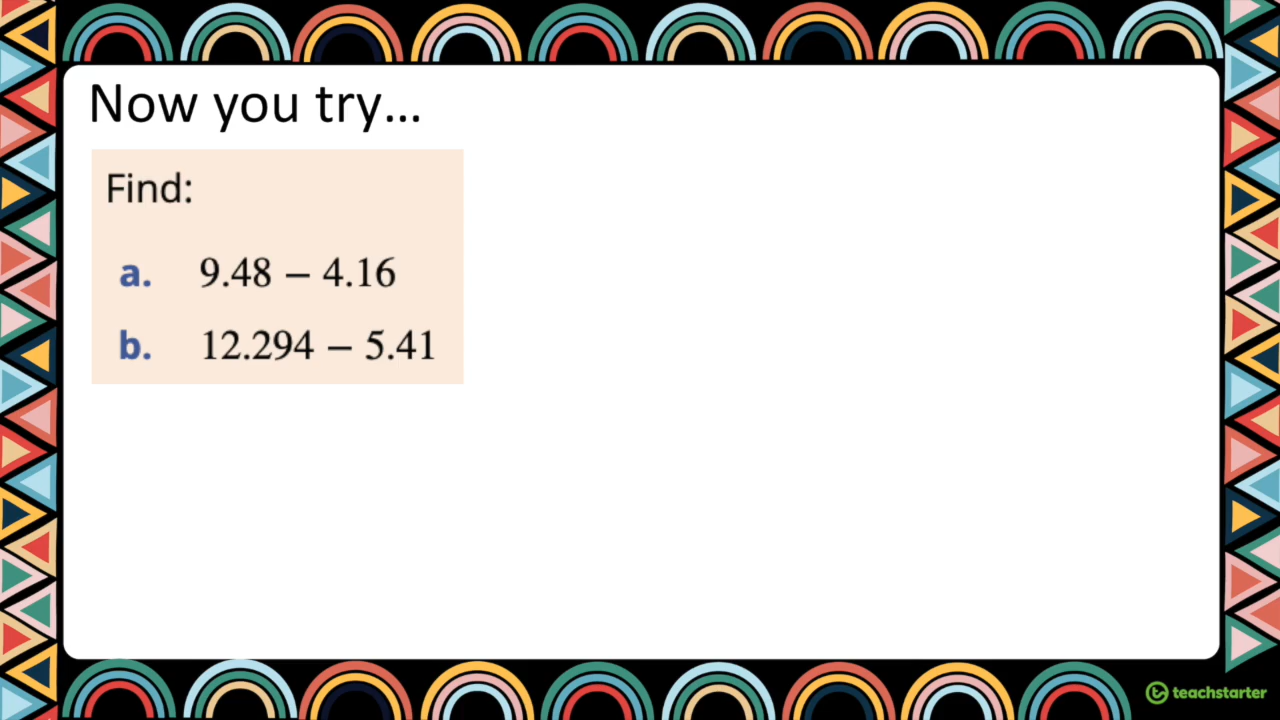 Now you try...
Find:
a. 9.48 − 4.16
b. 12.294 − 5.41
teachstarter